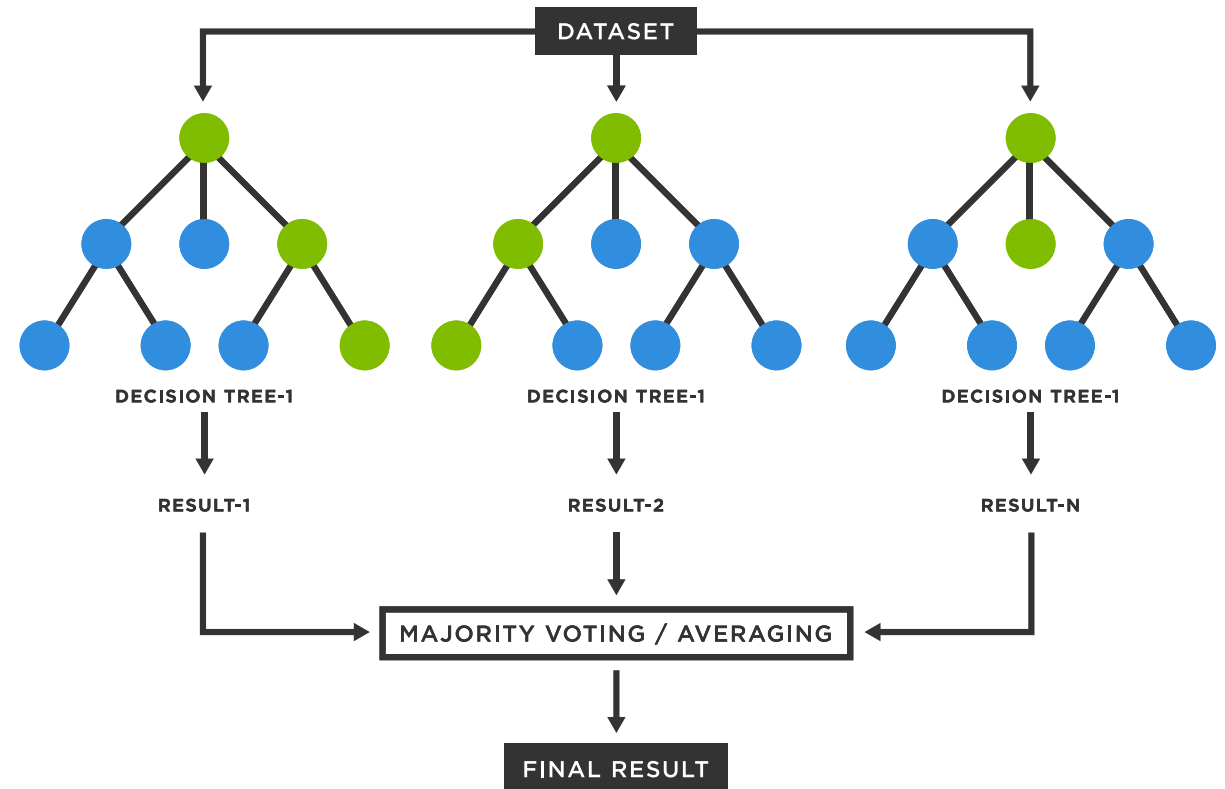 DATASET
DECISION TREE-1
DECISION TREE-1
DECISION TREE-1
RESULT-1
RESULT-2
RESULT-N
MAJORITY VOTING / AVERAGING
FINAL RESULT